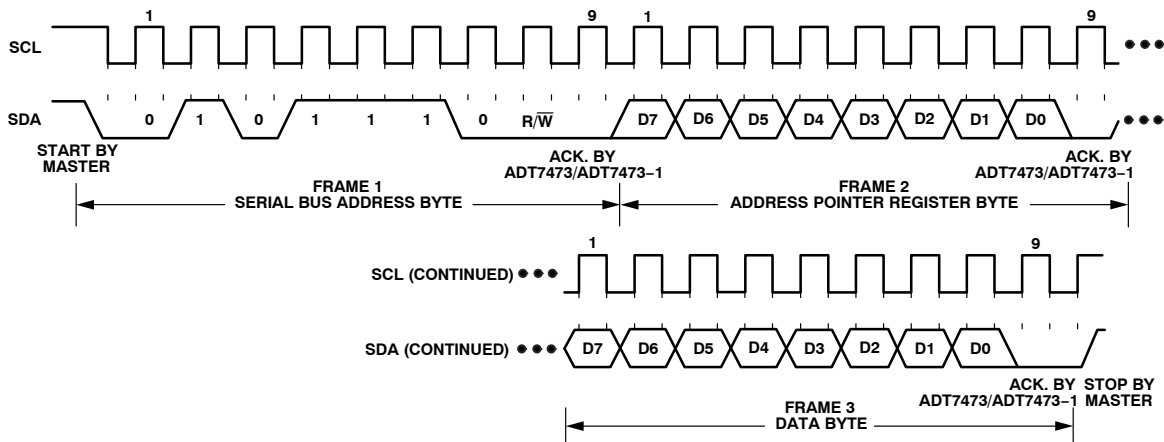 1 9 1 9
SCL
SDA 0 1 0 1 1 1 0 R/W̅ D7 D6 D5 D4 D3 D2 D1 D0
START BY
MASTER
ACK. BY
ADT7473/ADT7473−1
ACK. BY
ADT7473/ADT7473−1
FRAME 1
SERIAL BUS ADDRESS BYTE
FRAME 2
ADDRESS POINTER REGISTER BYTE
1 9
SCL (CONTINUED)
SDA (CONTINUED) D7 D6 D5 D4 D3 D2 D1 D0
ACK. BY
ADT7473/ADT7473−1
STOP BY
MASTER
FRAME 3
DATA BYTE